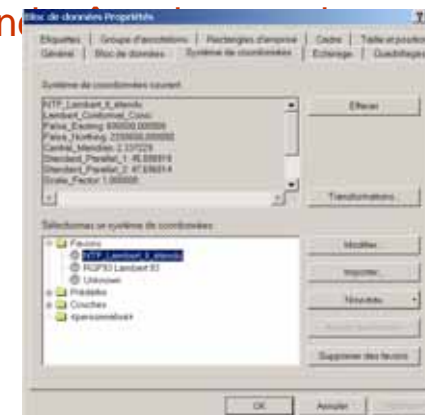 Bloc de données Propriétés
Etiquettes Groupe d'annotations Rectangles d'emprise Cadre Taille et position
Général Bloc de données Système de coordonnées Eclairage Quadrillages
Système de coordonnées courant
NTF_Lambert_II_etendu
Lambert_Conformal_Conic
False_Easting: 600000,000000
False_Northing: 2200000,000000
Central_Meridian: 2,337229
Standard_Parallel_1: 45,898919
Standard_Parallel_2: 47,696014
Scale_Factor: 1,000000
Effacer
Transformations...
Sélectionnez un système de coordonnées:
Favoris
NTF_Lambert_II_etendu
RGF93 Lambert 93
Unknown
Prédéfini
Couches
<personnalisé>
Modifier...
Importer...
Nouveau
Supprimer des favoris
OK Annuler